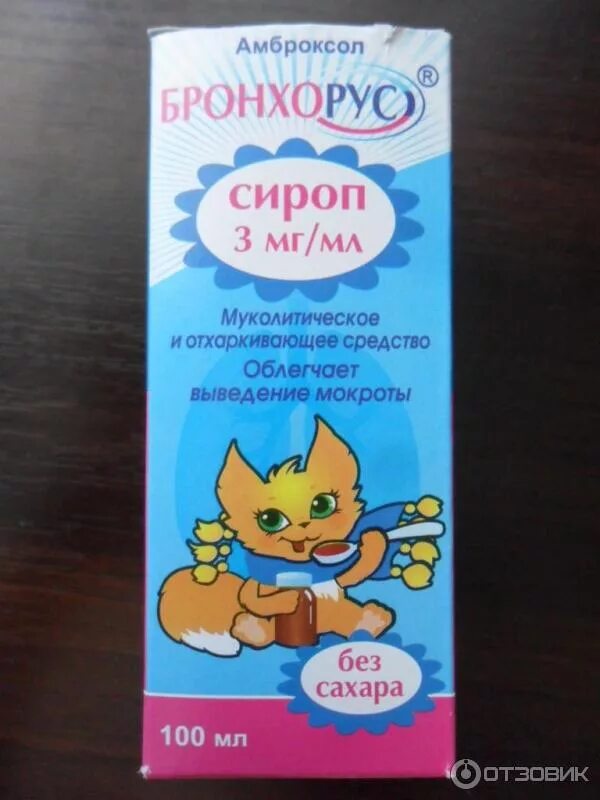 Амброксол
БРОНХОРУС®
сироп
3 мг/мл
Муколитическое
и отхаркивающее средство
Облегчает
выведение мокроты
без
сахара
100 мл
ОТЗОВИК